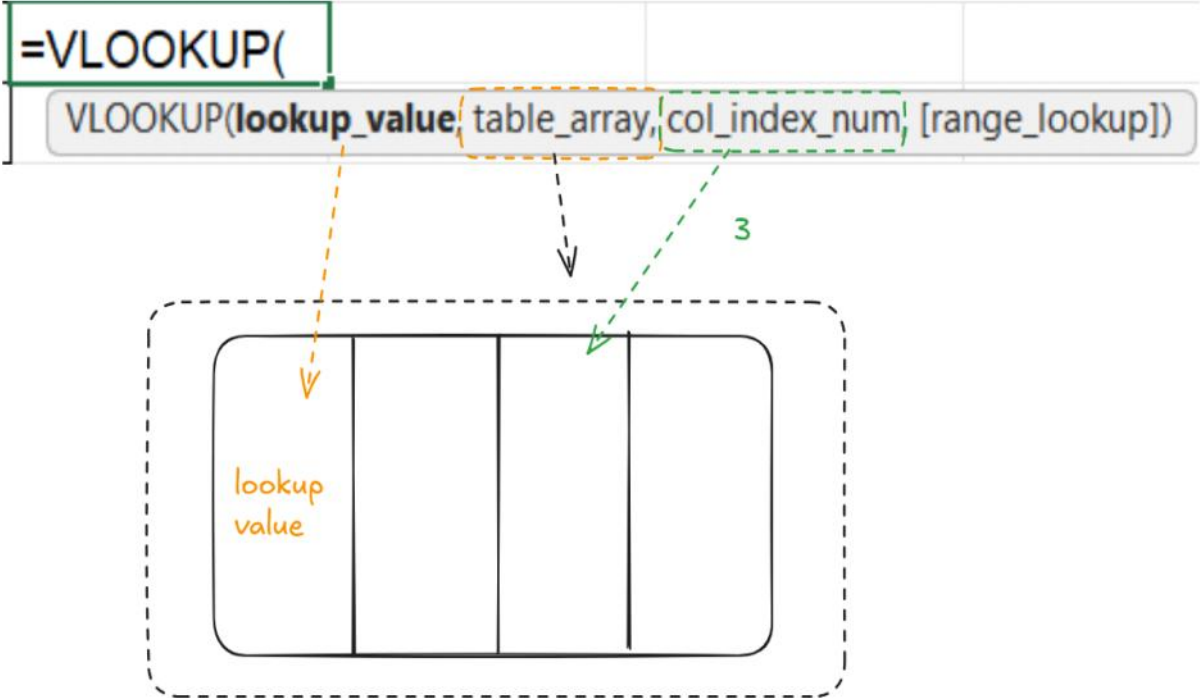 =VLOOKUP(
VLOOKUP(lookup_value, table_array, col_index_num, [range_lookup])
3
lookup
value